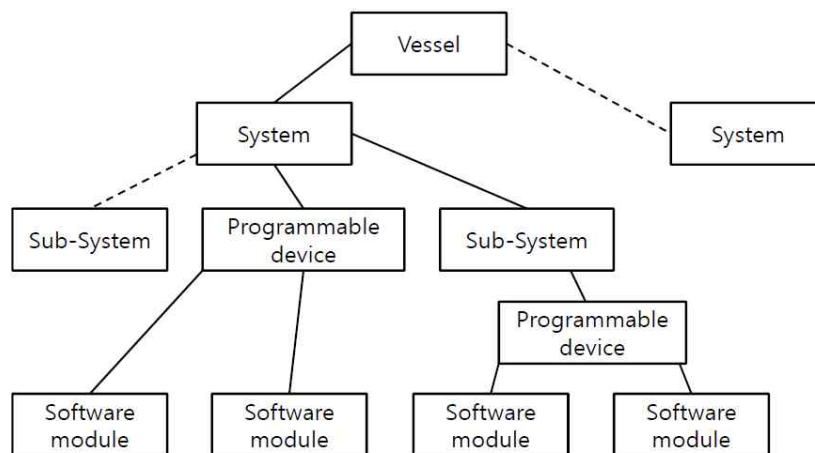 Vessel
System
System
Sub-System
Programmable
device
Sub-System
Programmable
device
Software
module
Software
module
Software
module
Software
module